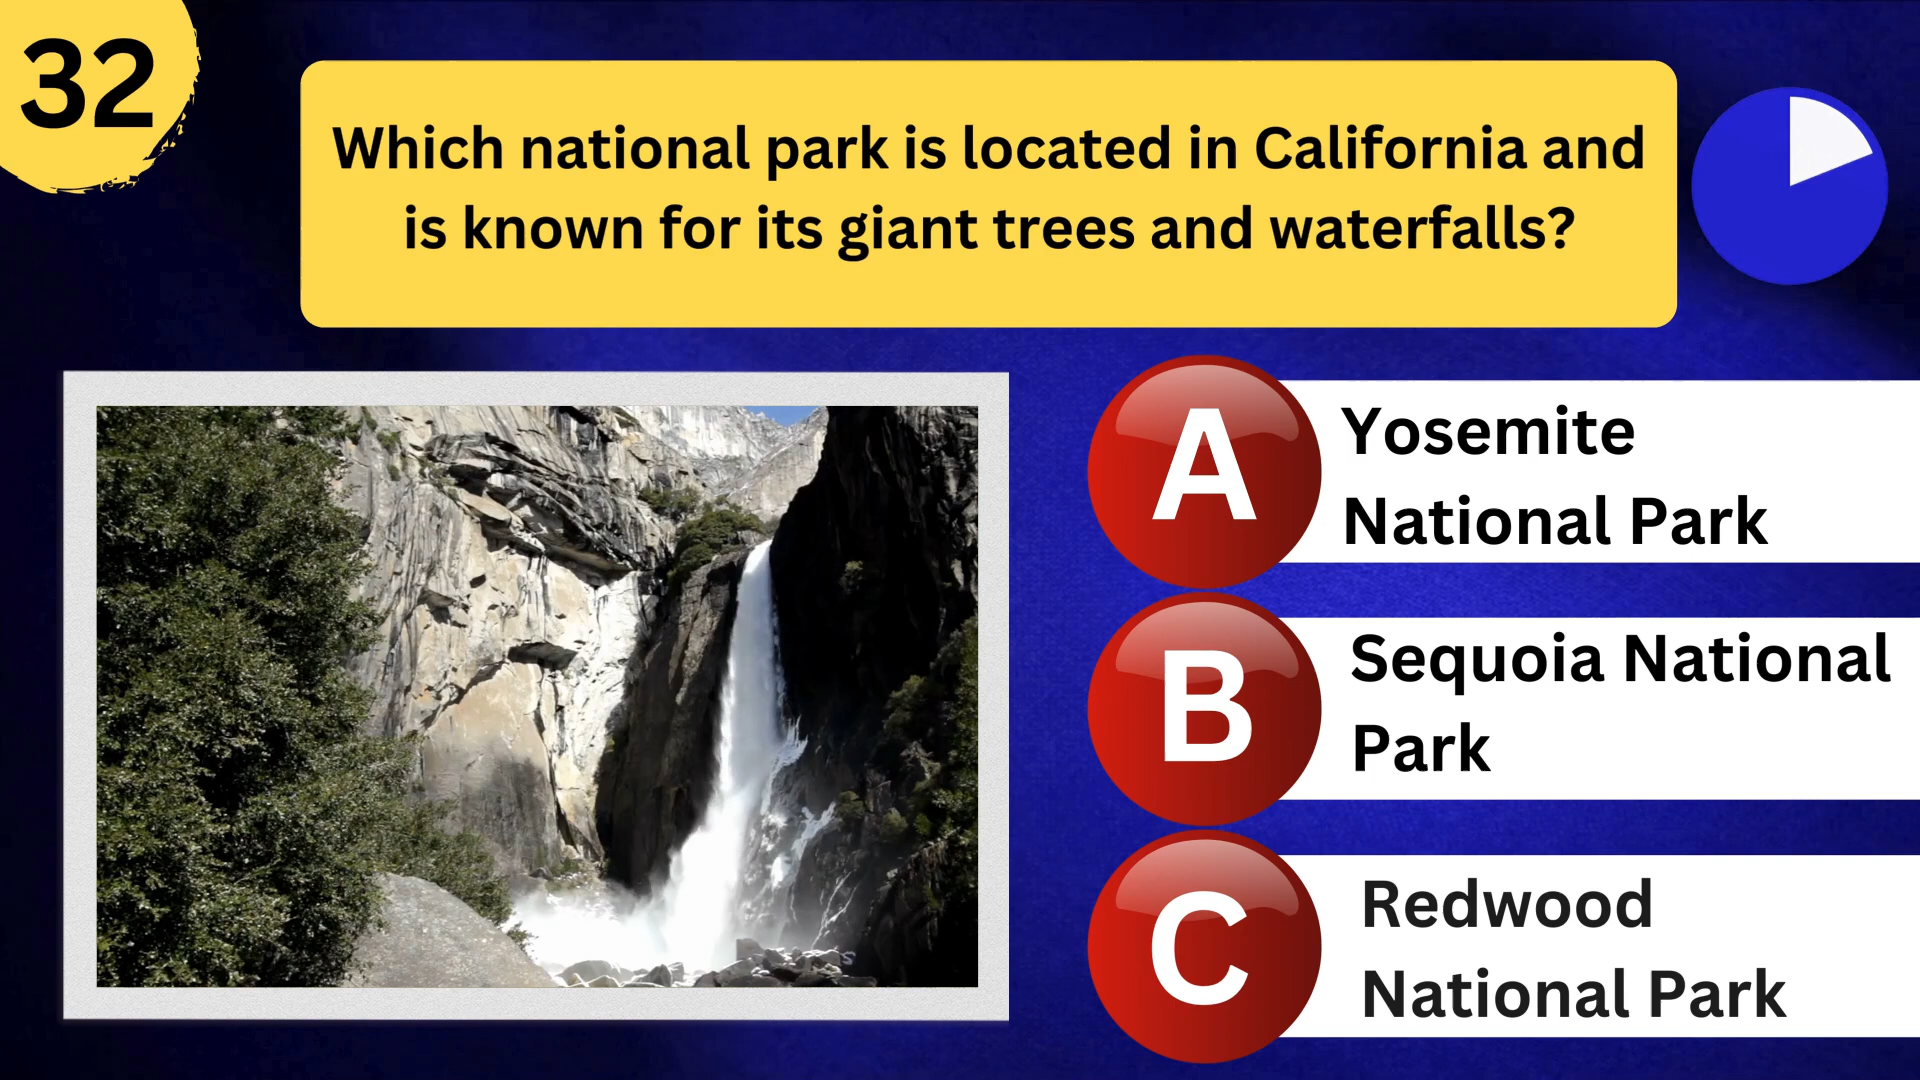 32
Which national park is located in California and
is known for its giant trees and waterfalls?
A
Yosemite
National Park
B
Sequoia National
Park
C
Redwood
National Park